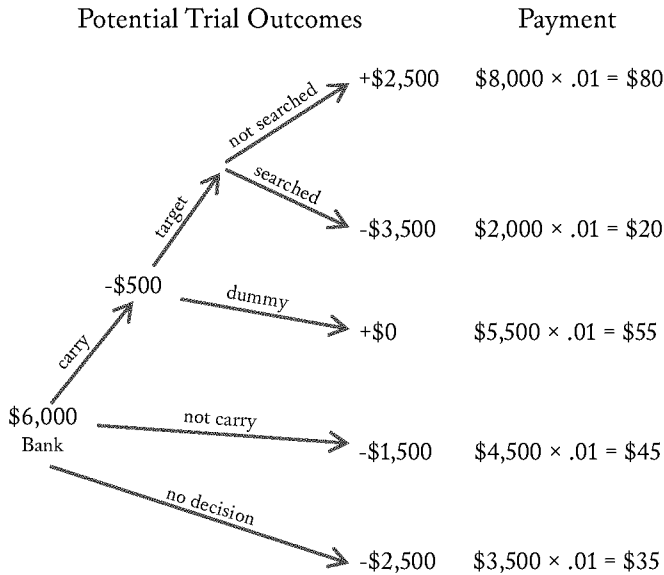 Potential Trial Outcomes Payment
not searched +$2,500 $8,000 × .01 = $80
searched
target -$3,500 $2,000 × .01 = $20
-$500 dummy
+$0 $5,500 × .01 = $55
carry
$6,000 not carry
Bank -$1,500 $4,500 × .01 = $45
no decision
-$2,500 $3,500 × .01 = $35